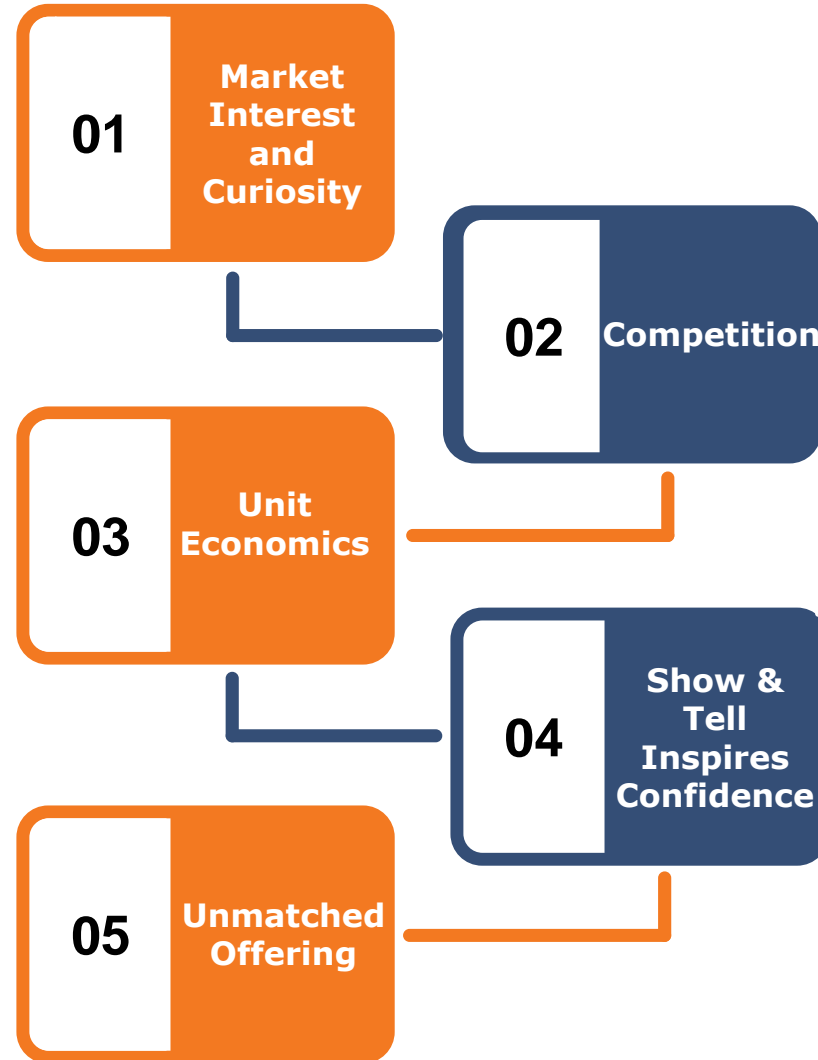 01
Market
Interest
and
Curiosity
02
Competition
03
Unit
Economics
04
Show &
Tell
Inspires
Confidence
05
Unmatched
Offering